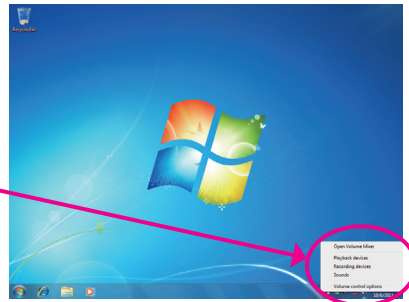 Recycle Bin
Open Volume Mixer
Playback devices
Recording devices
Sounds
Volume control options